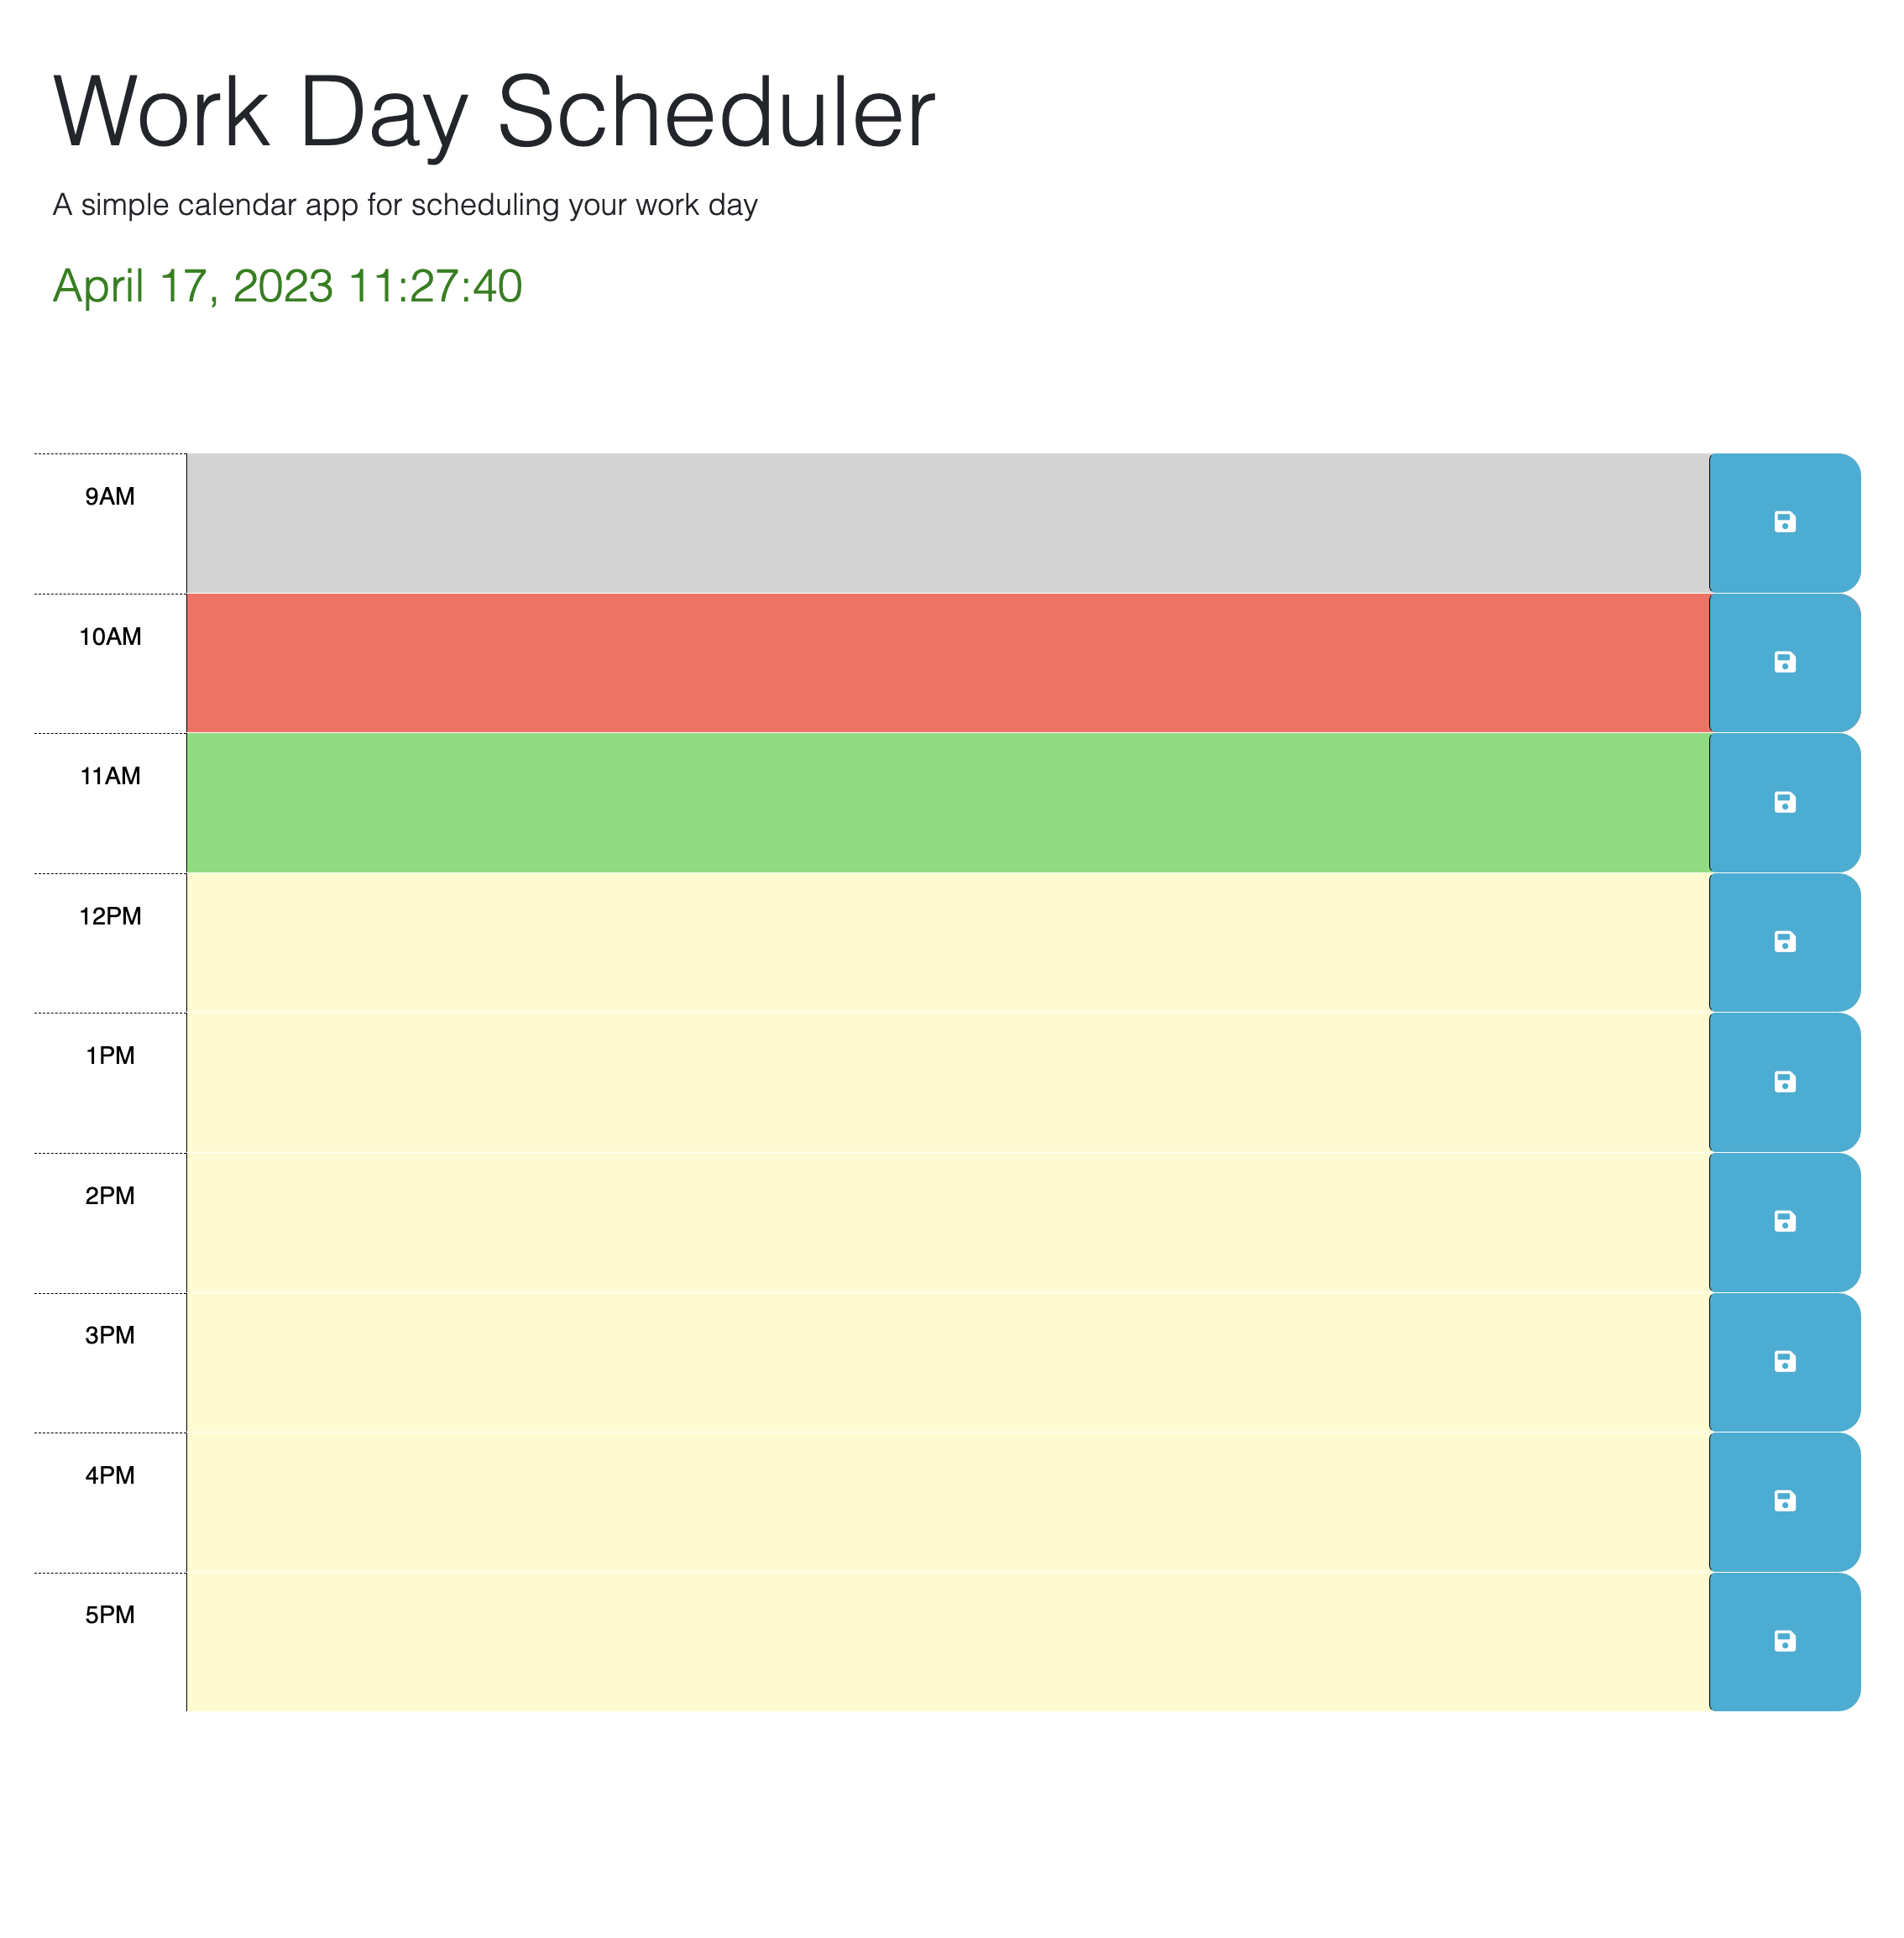 Work Day Scheduler
A simple calendar app for scheduling your work day
April 17, 2023 11:27:40
9AM
10AM
11AM
12PM
1PM
2PM
3PM
4PM
5PM